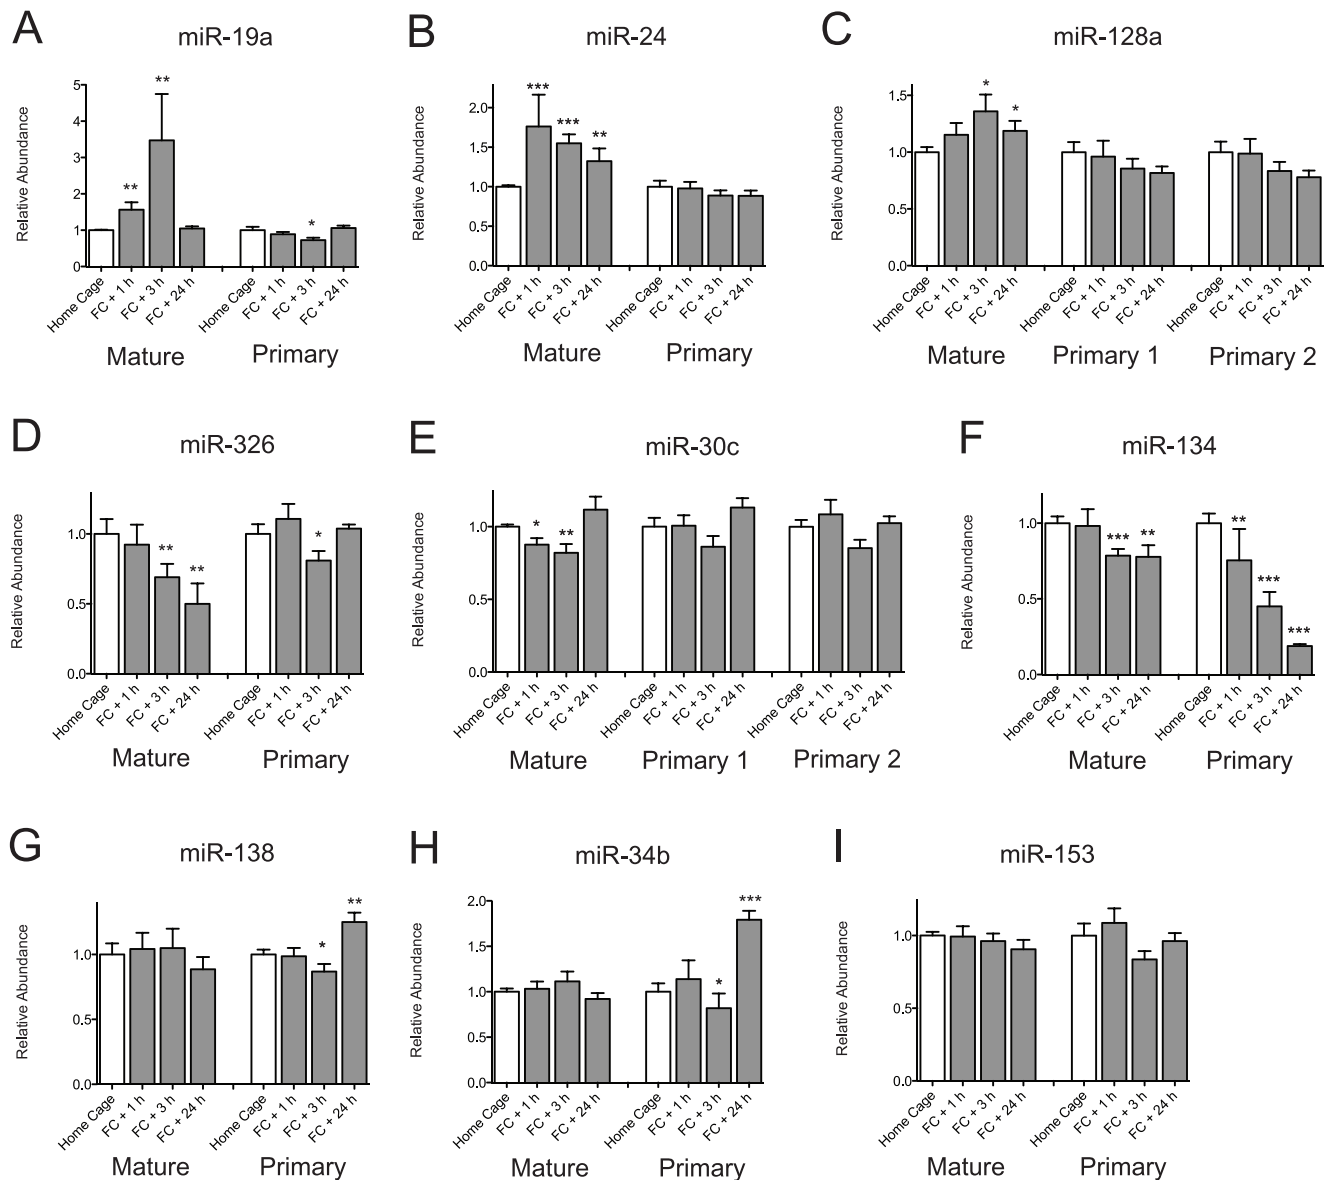 A
miR-19a
Relative Abundance
5
4
3
2
1
0
**
**
*
Home Cage
FC + 1 h
FC + 3 h
FC + 24 h
Home Cage
FC + 1 h
FC + 3 h
FC + 24 h
Mature
Primary
B
miR-24
Relative Abundance
2.0
1.5
1.0
0.5
0.0
***
***
**
Home Cage
FC + 1 h
FC + 3 h
FC + 24 h
Home Cage
FC + 1 h
FC + 3 h
FC + 24 h
Mature
Primary
C
miR-128a
Relative Abundance
1.5
1.0
0.5
0.0
*
*
Home Cage
FC + 1 h
FC + 3 h
FC + 24 h
Home Cage
FC + 1 h
FC + 3 h
FC + 24 h
Home Cage
FC + 1 h
FC + 3 h
FC + 24 h
Mature
Primary 1
Primary 2
D
miR-326
Relative Abundance
1.0
0.5
0.0
**
**
*
Home Cage
FC + 1 h
FC + 3 h
FC + 24 h
Home Cage
FC + 1 h
FC + 3 h
FC + 24 h
Mature
Primary
E
miR-30c
Relative Abundance
1.0
0.5
0.0
*
**
Home Cage
FC + 1 h
FC + 3 h
FC + 24 h
Home Cage
FC + 1 h
FC + 3 h
FC + 24 h
Home Cage
FC + 1 h
FC + 3 h
FC + 24 h
Mature
Primary 1
Primary 2
F
miR-134
Relative Abundance
1.0
0.5
0.0
***
**
**
***
***
Home Cage
FC + 1 h
FC + 3 h
FC + 24 h
Home Cage
FC + 1 h
FC + 3 h
FC + 24 h
Mature
Primary
G
miR-138
Relative Abundance
1.0
0.5
0.0
*
**
Home Cage
FC + 1 h
FC + 3 h
FC + 24 h
Home Cage
FC + 1 h
FC + 3 h
FC + 24 h
Mature
Primary
H
miR-34b
Relative Abundance
2.0
1.5
1.0
0.5
0.0
*
***
Home Cage
FC + 1 h
FC + 3 h
FC + 24 h
Home Cage
FC + 1 h
FC + 3 h
FC + 24 h
Mature
Primary
I
miR-153
Relative Abundance
1.0
0.5
0.0
Home Cage
FC + 1 h
FC + 3 h
FC + 24 h
Home Cage
FC + 1 h
FC + 3 h
FC + 24 h
Mature
Primary